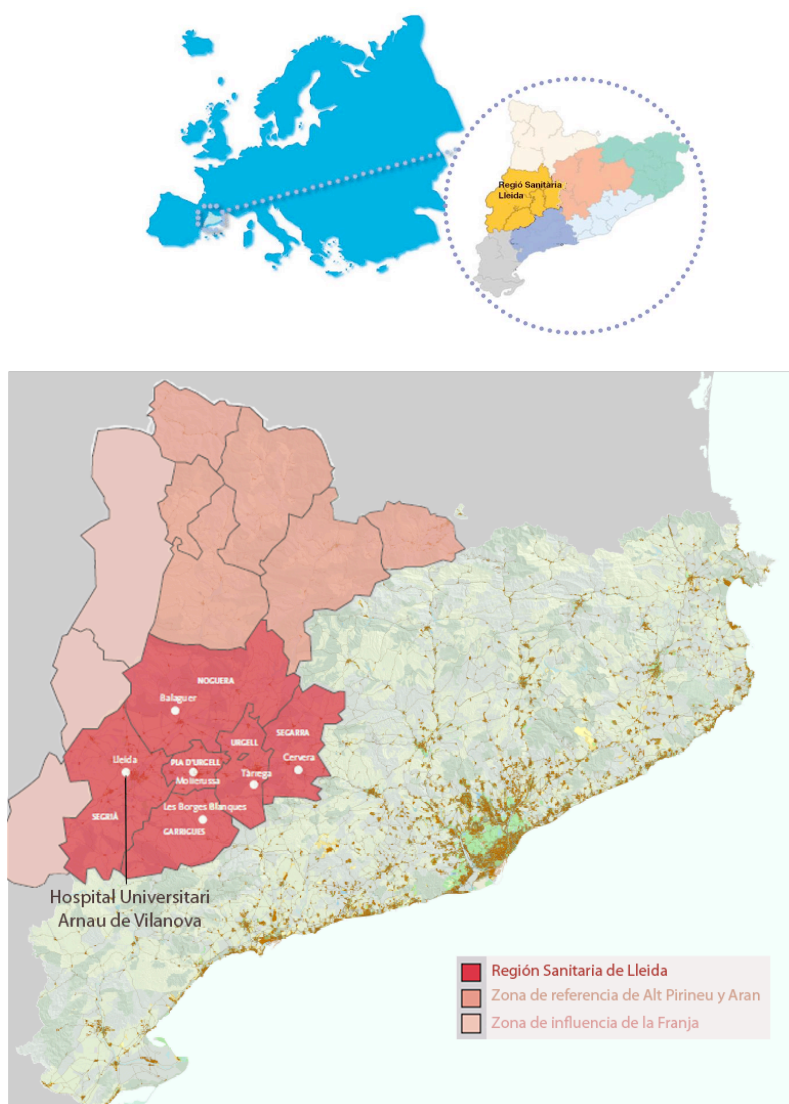 Regió Sanitària
Lleida
NOGUERA
Balaguer
SEGARRA
URGELL
Cervera
Lleida
PLA D'URGELL
Mollerussa
Tàrrega
Les Borges Blanques
SEGRIÀ
GARRIGUES
Hospital Universitari
Arnau de Vilanova
Región Sanitaria de Lleida
Zona de referencia de Alt Pirineu y Aran
Zona de influencia de la Franja